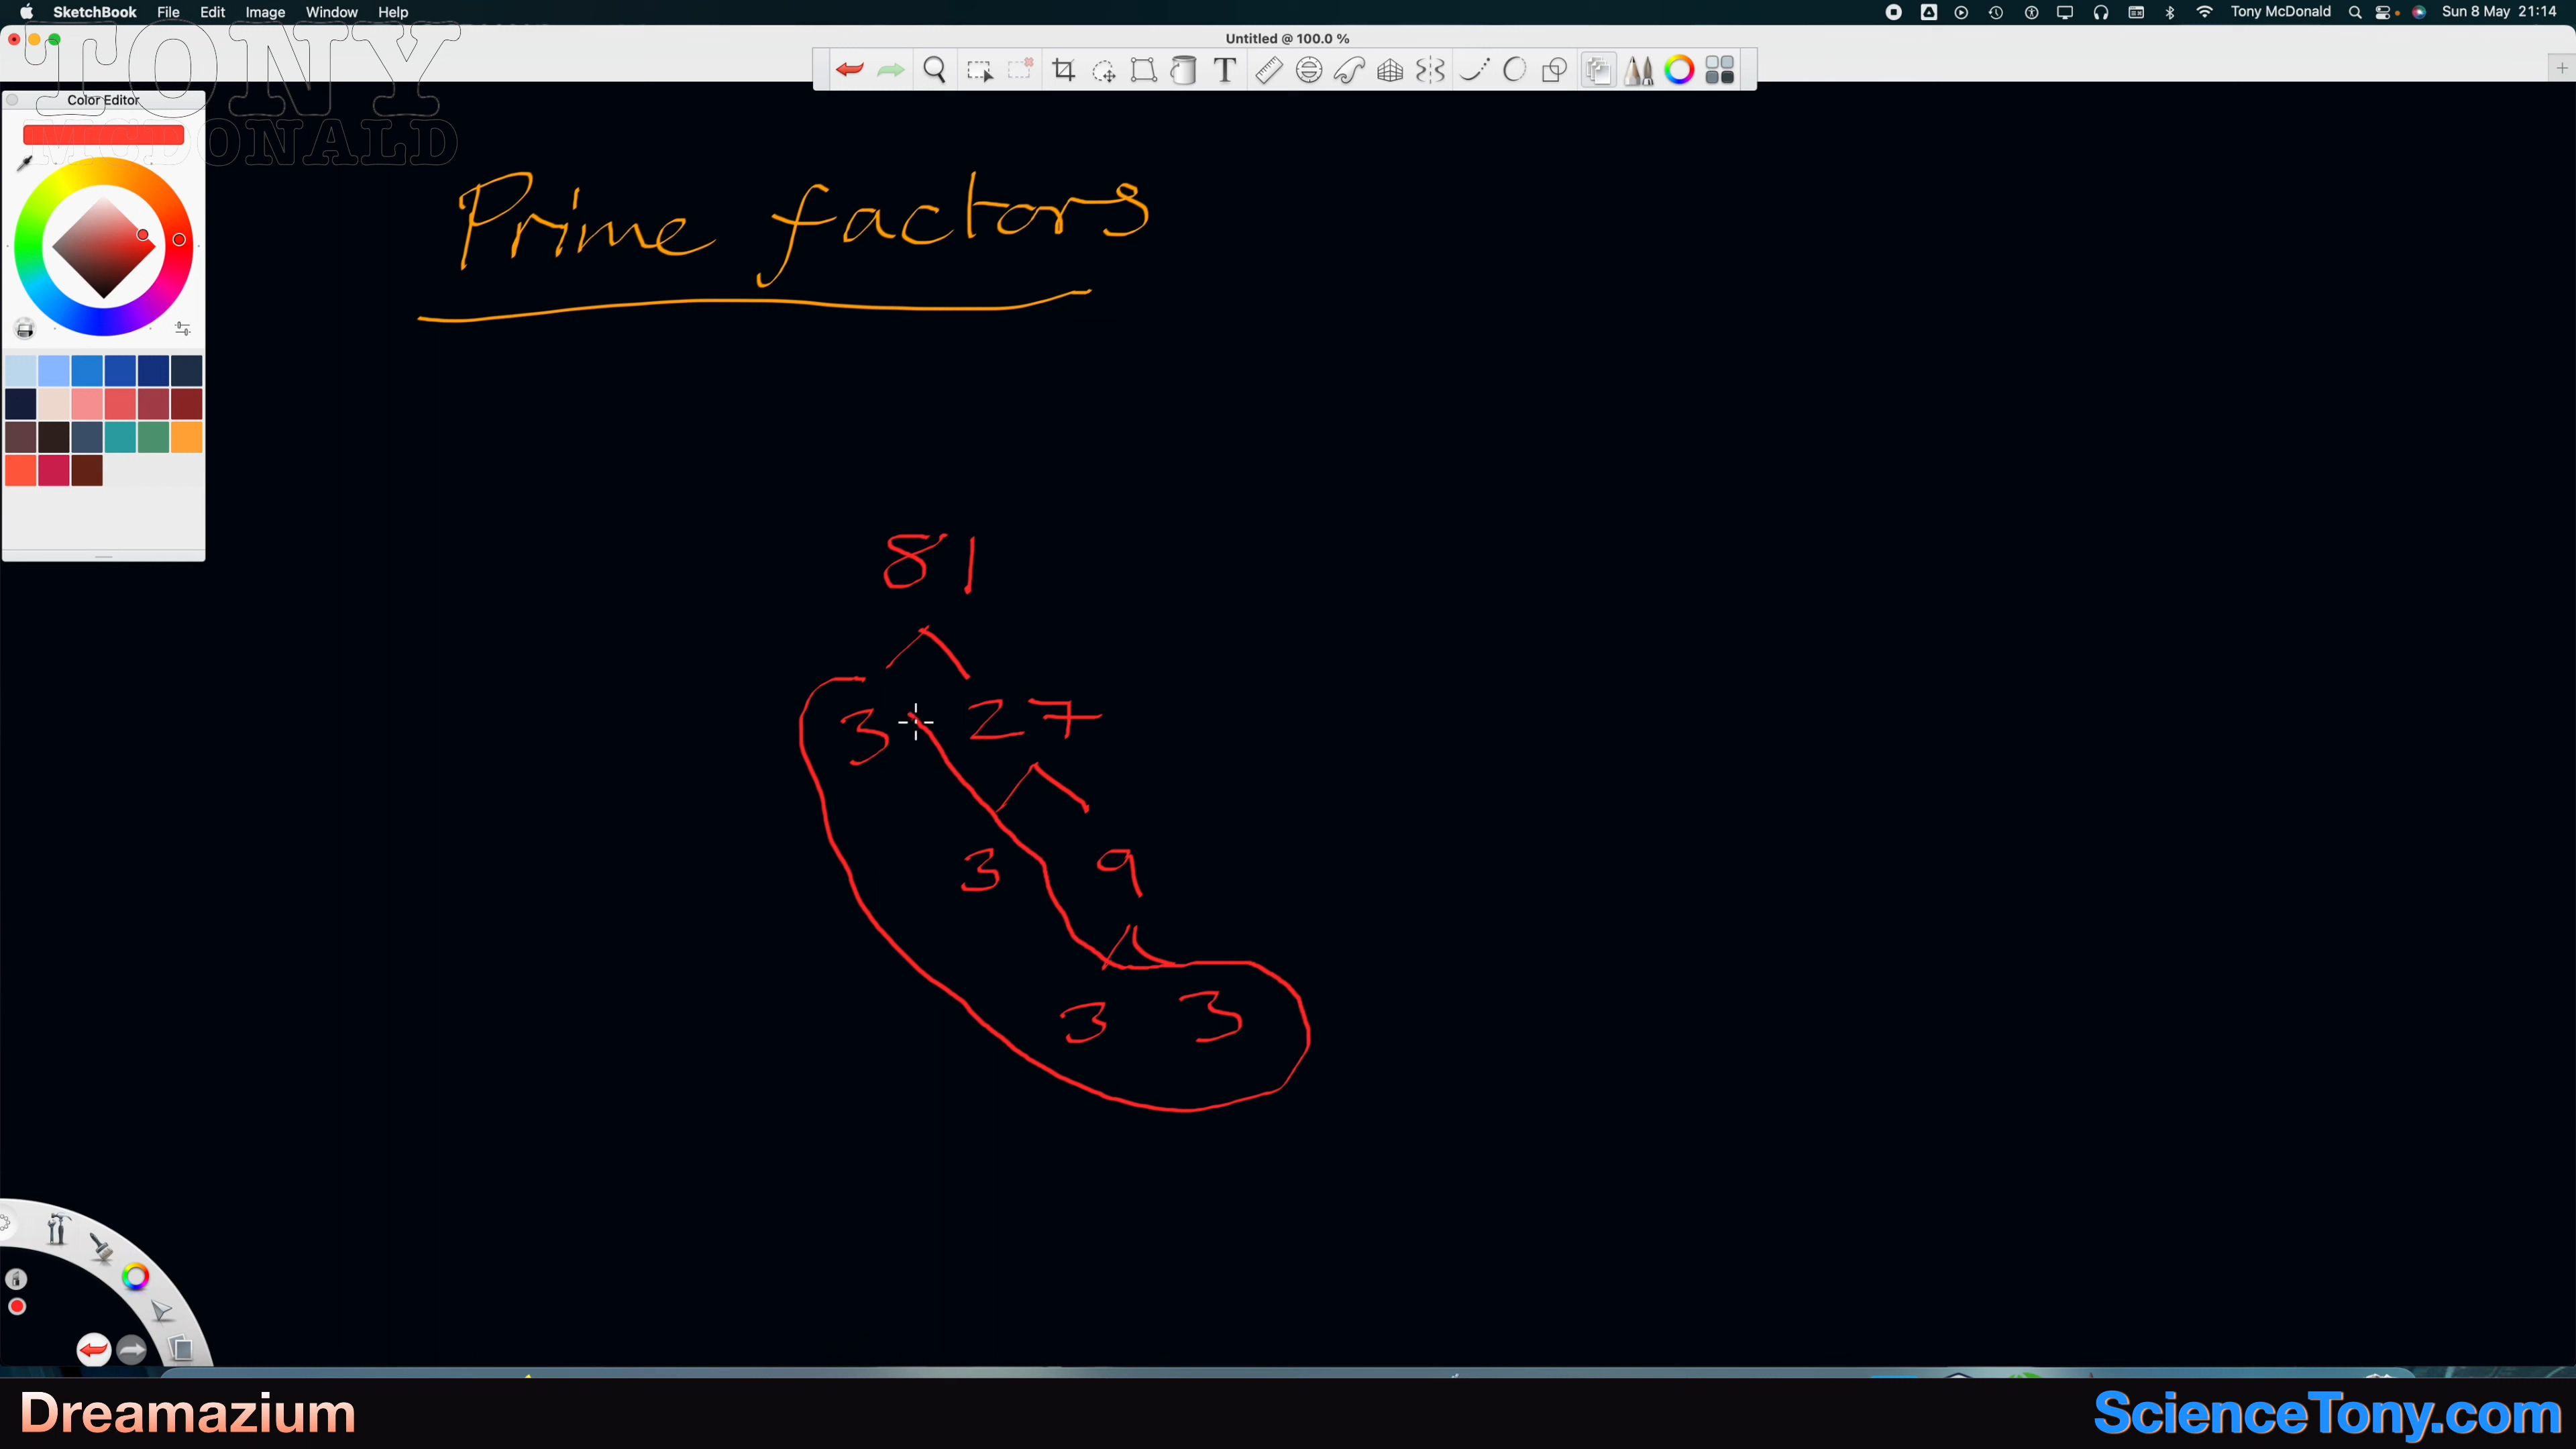 SketchBook File Edit Image Window Help Tony McDonald Sun 8 May 21:14
TONY
MCDONALD
Untitled @ 100.0 %
Color Editor
Prime factors
81
3 27
3 9
3 3
Dreamazium
ScienceTony.com